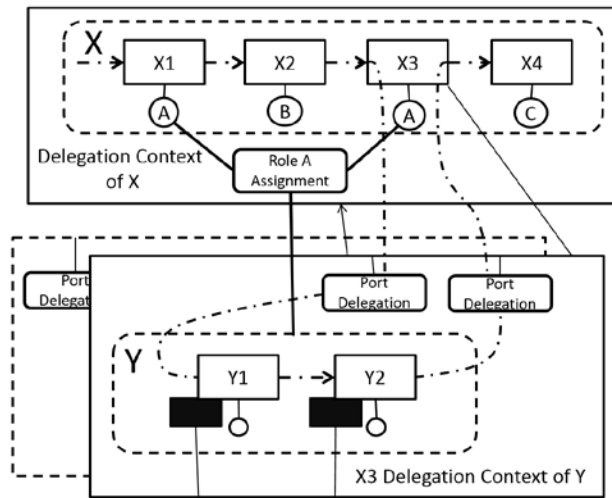 X
X1
X2
X3
X4
A
B
A
C
Delegation Context
of X
Role A
Assignment
Port
Port
Delegation
Port
Delegation
Y
Y1
Y2
X3 Delegation Context of Y